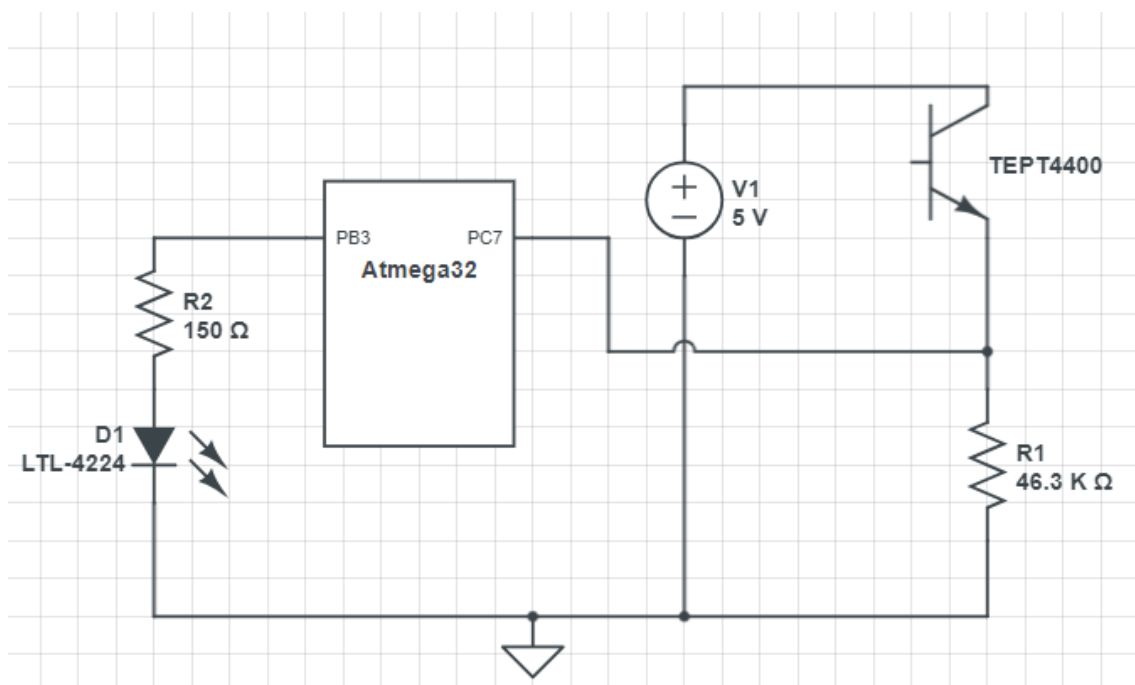 TEPT4400
V1
5 V
PB3
PC7
Atmega32
R2
150 Ω
D1
LTL-4224
R1
46.3 K Ω